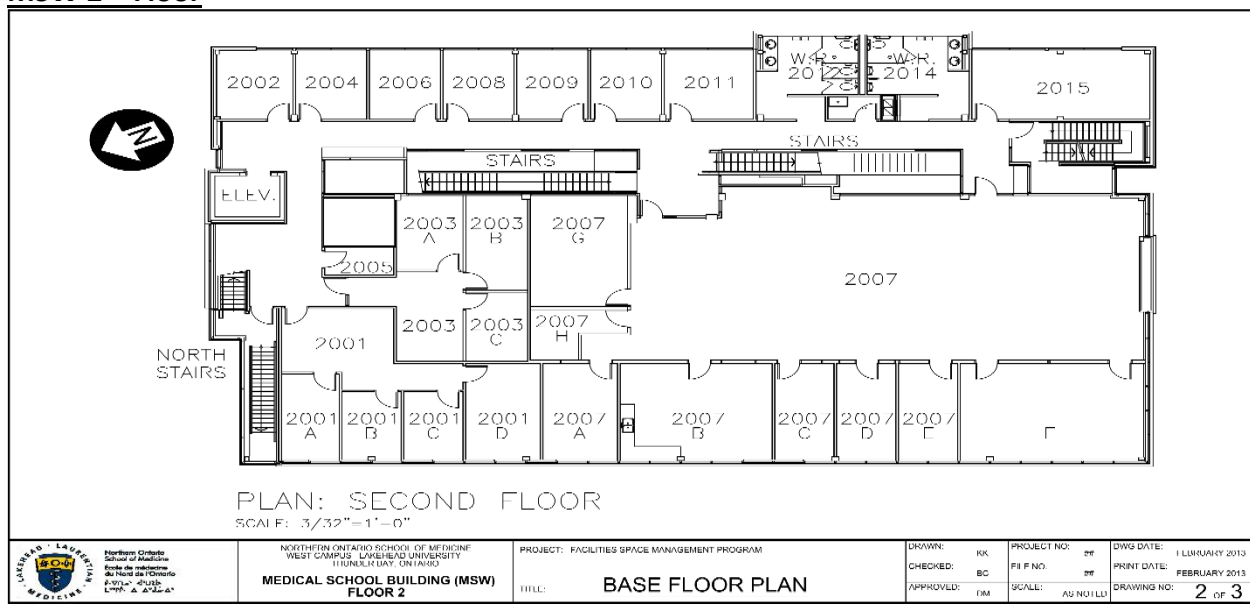 2002 2004 2006 2008 2009 2010 2011 W.R. 2012 W.R. 2014 2015
N
STAIRS
STAIRS
ELEV.
2003 A
2003 B
2007 G
2005
2007
2003
2003 C
2007 H
2001
NORTH STAIRS
2001 A
2001 B
2001 C
2001 D
2007 A
2007 B
2007 C
2007 D
2007 E
F
PLAN: SECOND FLOOR
SCALE: 3/32"=1'-0"
LAKEHEAD · LAURENTIAN
MEDICINE
Northern Ontario
School of Medicine
École de médecine
du Nord de l'Ontario
NORTHERN ONTARIO SCHOOL OF MEDICINE
WEST CAMPUS LAKEHEAD UNIVERSITY
THUNDER BAY, ONTARIO
MEDICAL SCHOOL BUILDING (MSW)
FLOOR 2
PROJECT: FACILITIES SPACE MANAGEMENT PROGRAM
TITLE: BASE FLOOR PLAN
DRAWN: KK
CHECKED: BC
APPROVED: DM
PROJECT NO: ##
FILE NO. ##
SCALE: AS NOTED
DWG DATE: FEBRUARY 2013
PRINT DATE: FEBRUARY 2013
DRAWING NO: 2 OF 3